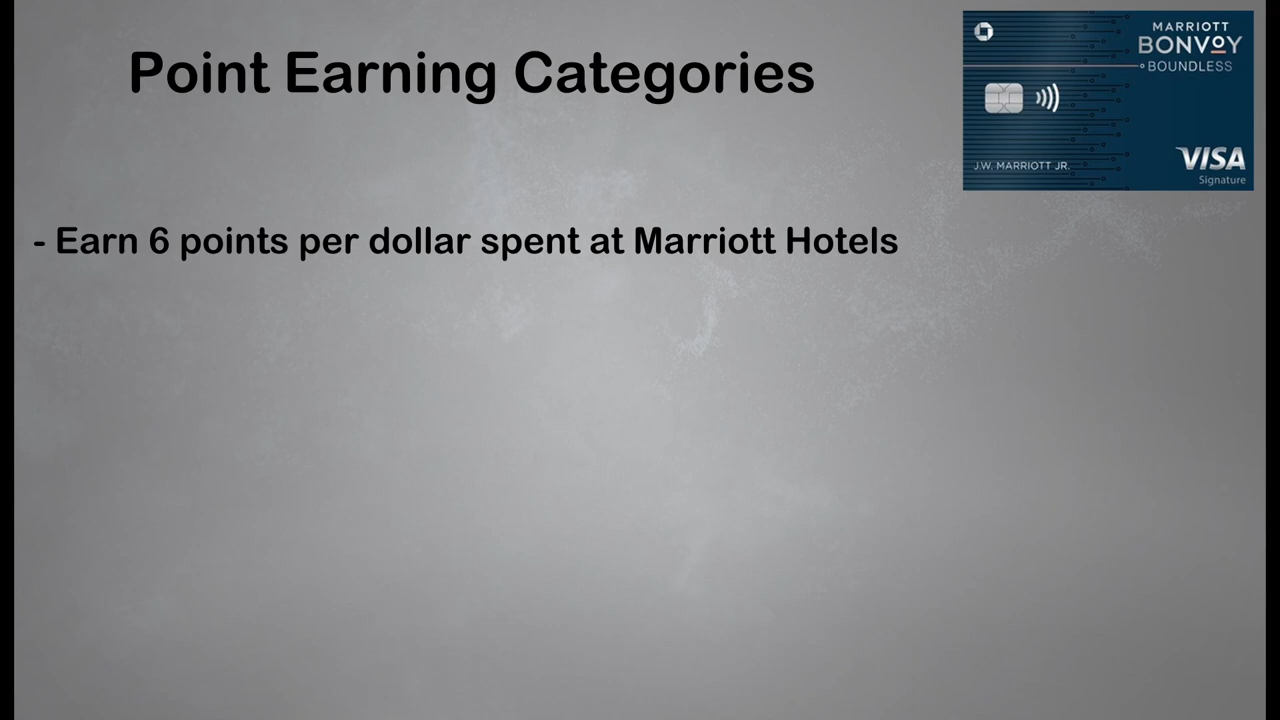 Point Earning Categories
MARRIOTT
BONVOY
BOUNDLESS
J.W. MARRIOTT JR.
VISA
Signature
- Earn 6 points per dollar spent at Marriott Hotels